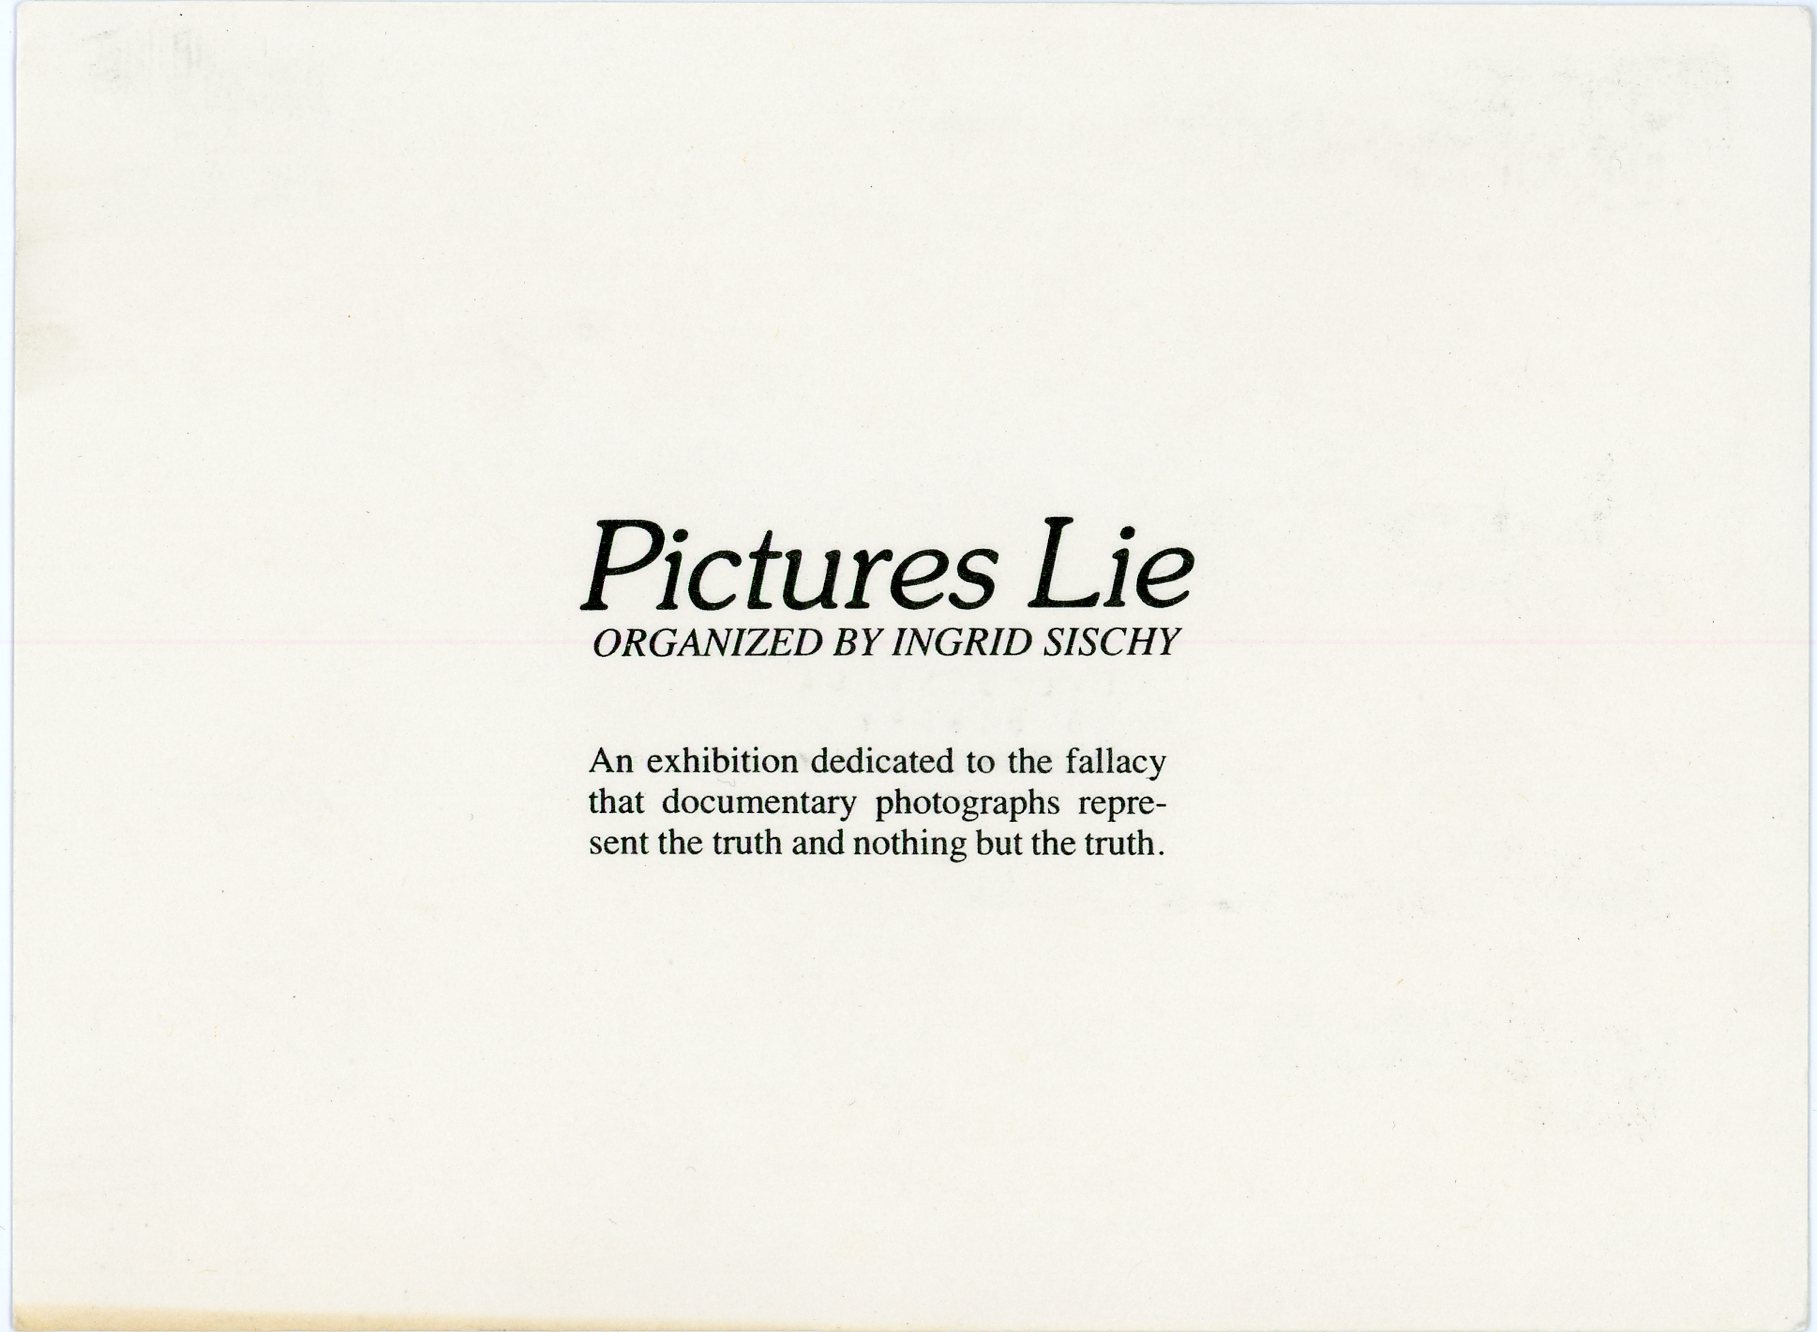 Pictures Lie
ORGANIZED BY INGRID SISCHY
An exhibition dedicated to the fallacy
that documentary photographs repre-
sent the truth and nothing but the truth.